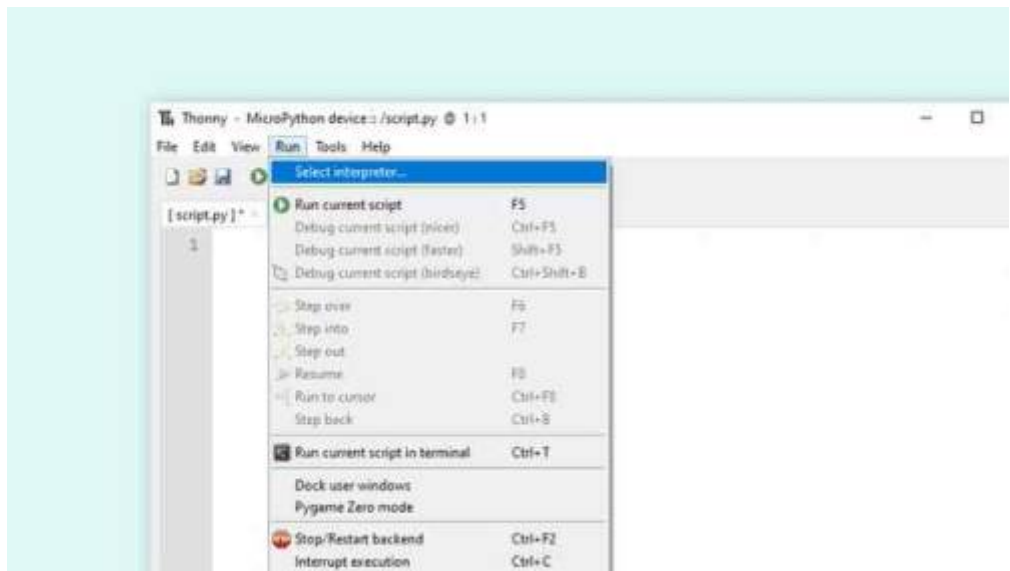 Thonny - MicroPython device :: /script.py @ 1 : 1
File Edit View Run Tools Help
Select interpreter...
[ script.py ] *
1
Run current script F5
Debug current script (nicer) Ctrl+F5
Debug current script (faster) Shift+F5
Debug current script (birdseye) Ctrl+Shift+B
Step over F6
Step into F7
Step out
Resume F8
Run to cursor Ctrl+F8
Step back Ctrl+B
Run current script in terminal Ctrl+T
Dock user windows
Pygame Zero mode
Stop/Restart backend Ctrl+F2
Interrupt execution Ctrl+C